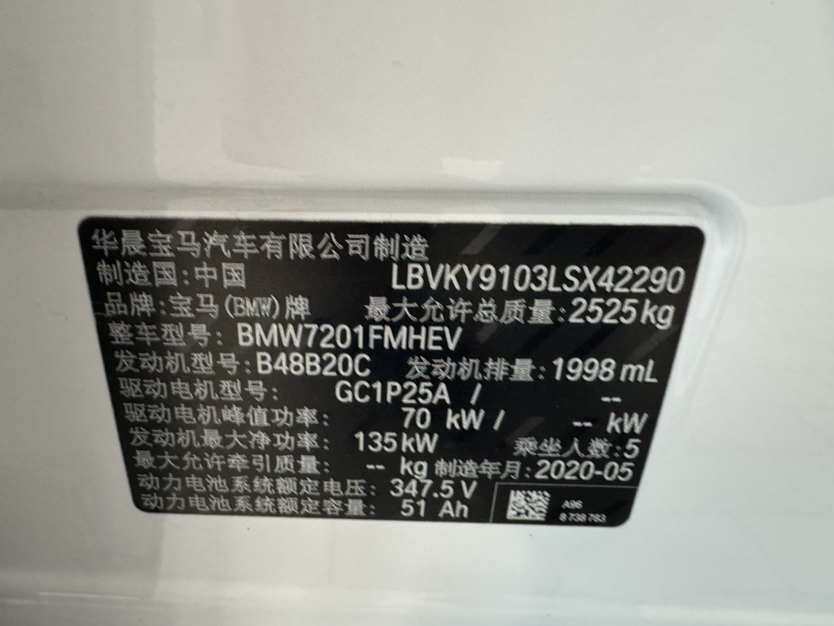 华晨宝马汽车有限公司制造
制造国:中国 LBVKY9103LSX42290
品牌:宝马(BMW)牌 最大允许总质量:2525kg
整车型号: BMW7201FMHEV
发动机型号: B48B20C 发动机排量: 1998 mL
驱动电机型号: GC1P25A / --
驱动电机峰值功率: 70 kW / -- kW
发动机最大净功率: 135kW 乘坐人数: 5
最大允许牵引质量: -- kg 制造年月: 2020-05
动力电池系统额定电压: 347.5 V
动力电池系统额定容量: 51 Ah
A96
8 738 783